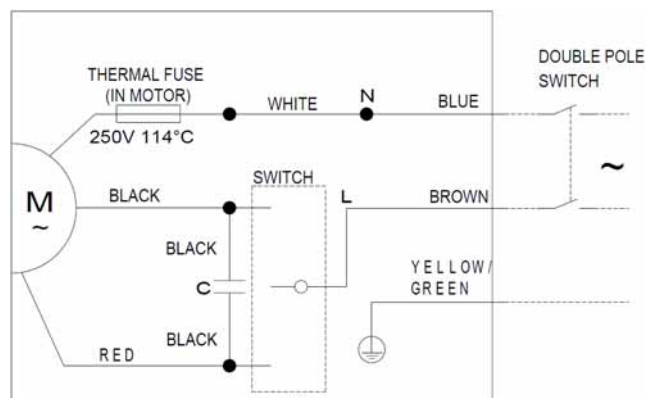 DOUBLE POLE
SWITCH
THERMAL FUSE
(IN MOTOR)
250V 114°C
WHITE
N
BLUE
~
M
~
BLACK
SWITCH
L
BROWN
BLACK
C
YELLOW/
GREEN
BLACK
RED